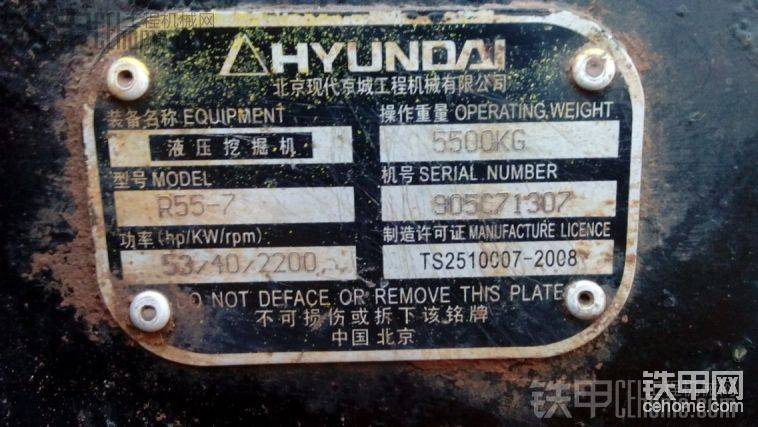 HYUNDAI
北京现代京城工程机械有限公司
装备名称 EQUIPMENT
液压挖掘机
操作重量 OPERATING WEIGHT
5500KG
型号 MODEL
R55-7
机号 SERIAL NUMBER
905C71307
功率(hp/KW/rpm)
53/40/2200
制造许可证 MANUFACTURE LICENCE
TS2510007-2008
DO NOT DEFACE OR REMOVE THIS PLATE
不可损伤或拆下该铭牌
中国 北京
铁甲网
cehome.com